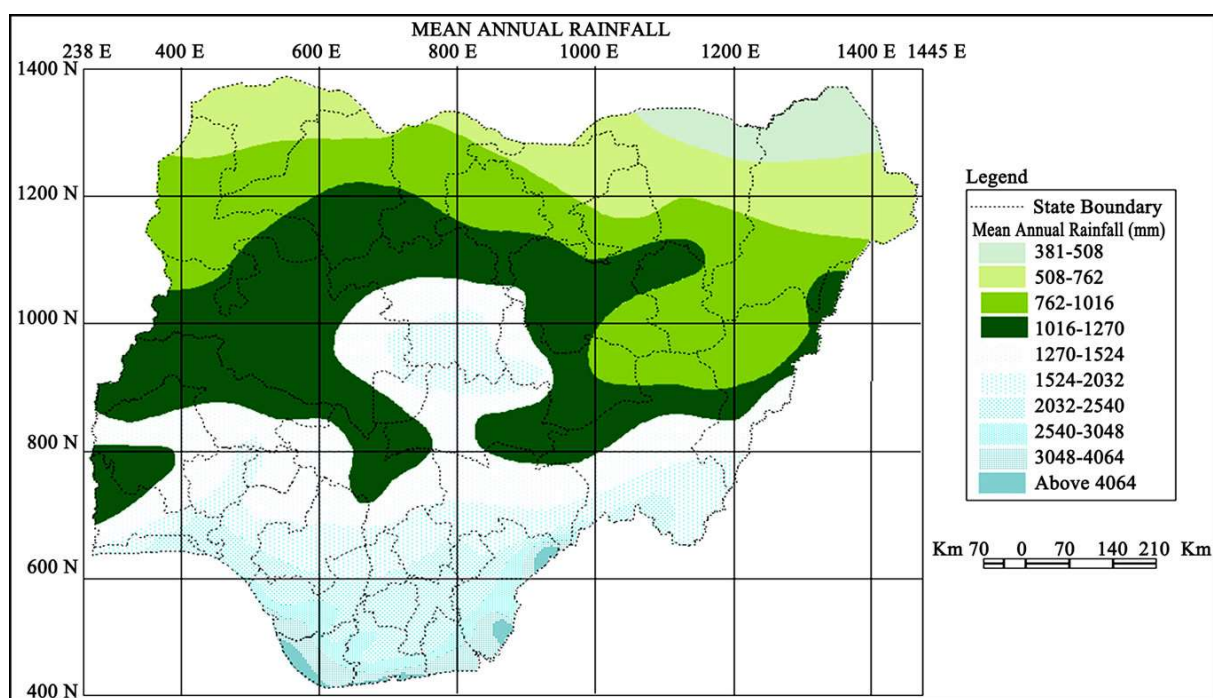 MEAN ANNUAL RAINFALL
238 E 400 E 600 E 800 E 1000 E 1200 E 1400 E 1445 E
1400 N
1200 N
1000 N
800 N
600 N
400 N
Legend
State Boundary
Mean Annual Rainfall (mm)
381-508
508-762
762-1016
1016-1270
1270-1524
1524-2032
2032-2540
2540-3048
3048-4064
Above 4064
Km 70 0 70 140 210 Km